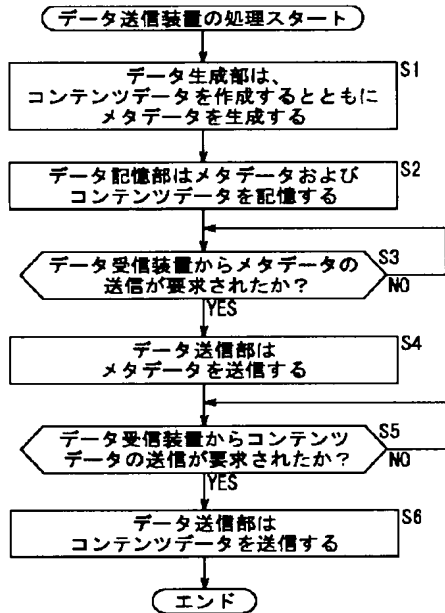 データ送信装置の処理スタート
S1
データ生成部は、
コンテンツデータを作成するとともに
メタデータを生成する
S2
データ記憶部はメタデータおよび
コンテンツデータを記憶する
S3
データ受信装置からメタデータの
送信が要求されたか?
NO
YES
S4
データ送信部は
メタデータを送信する
S5
データ受信装置からコンテンツ
データの送信が要求されたか?
NO
YES
S6
データ送信部は
コンテンツデータを送信する
エンド